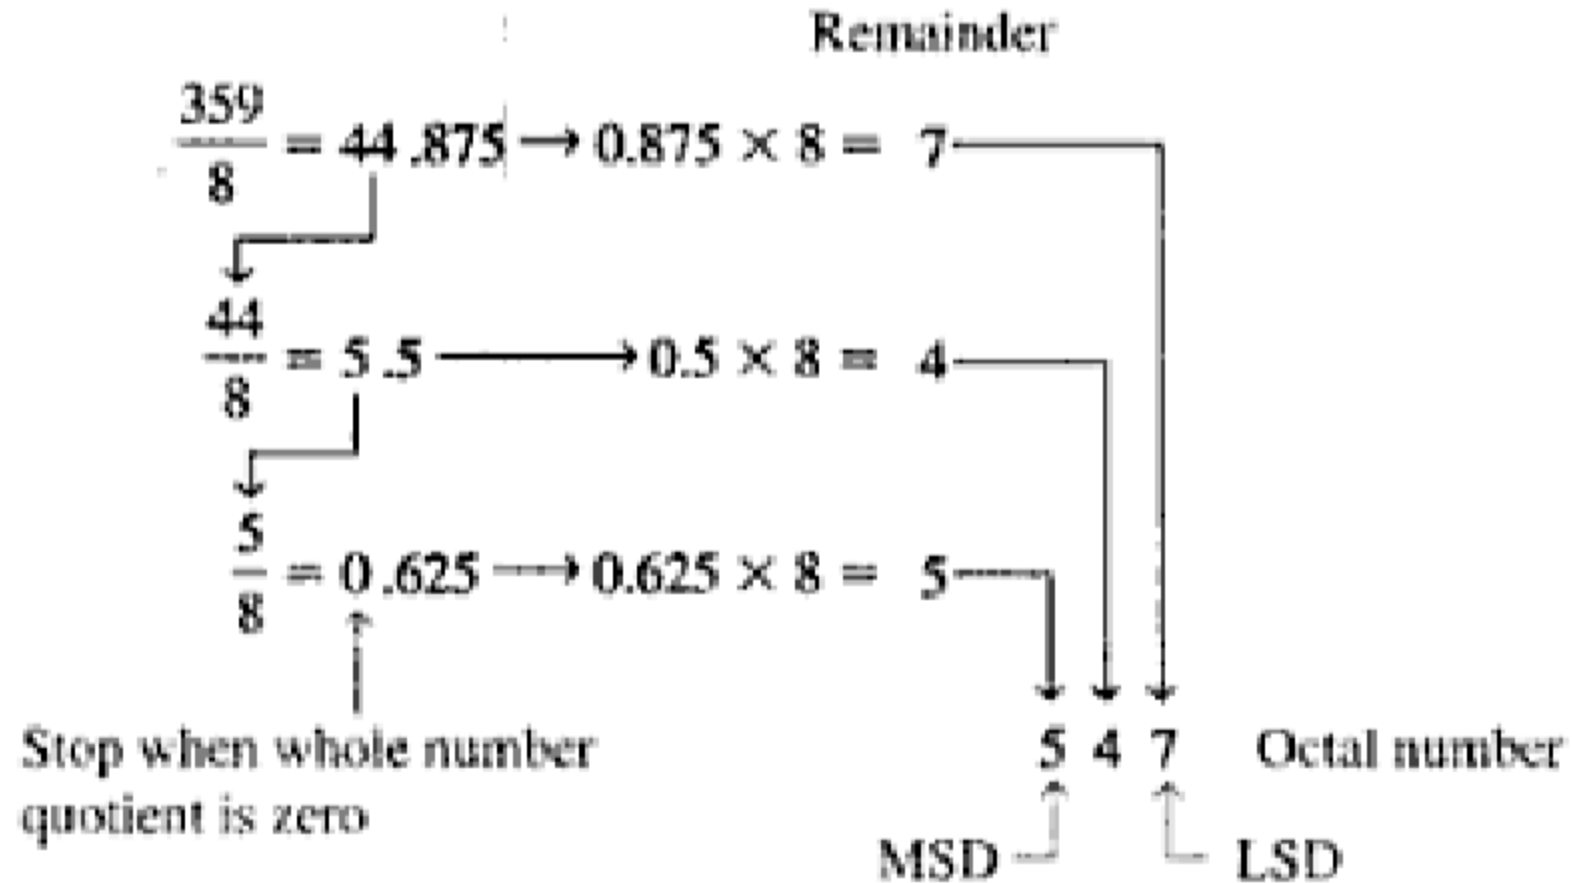 Remainder
359/8 = 44.875 → 0.875 × 8 = 7
44/8 = 5.5 → 0.5 × 8 = 4
5/8 = 0.625 → 0.625 × 8 = 5
Stop when whole number
quotient is zero
5 4 7 Octal number
MSD LSD